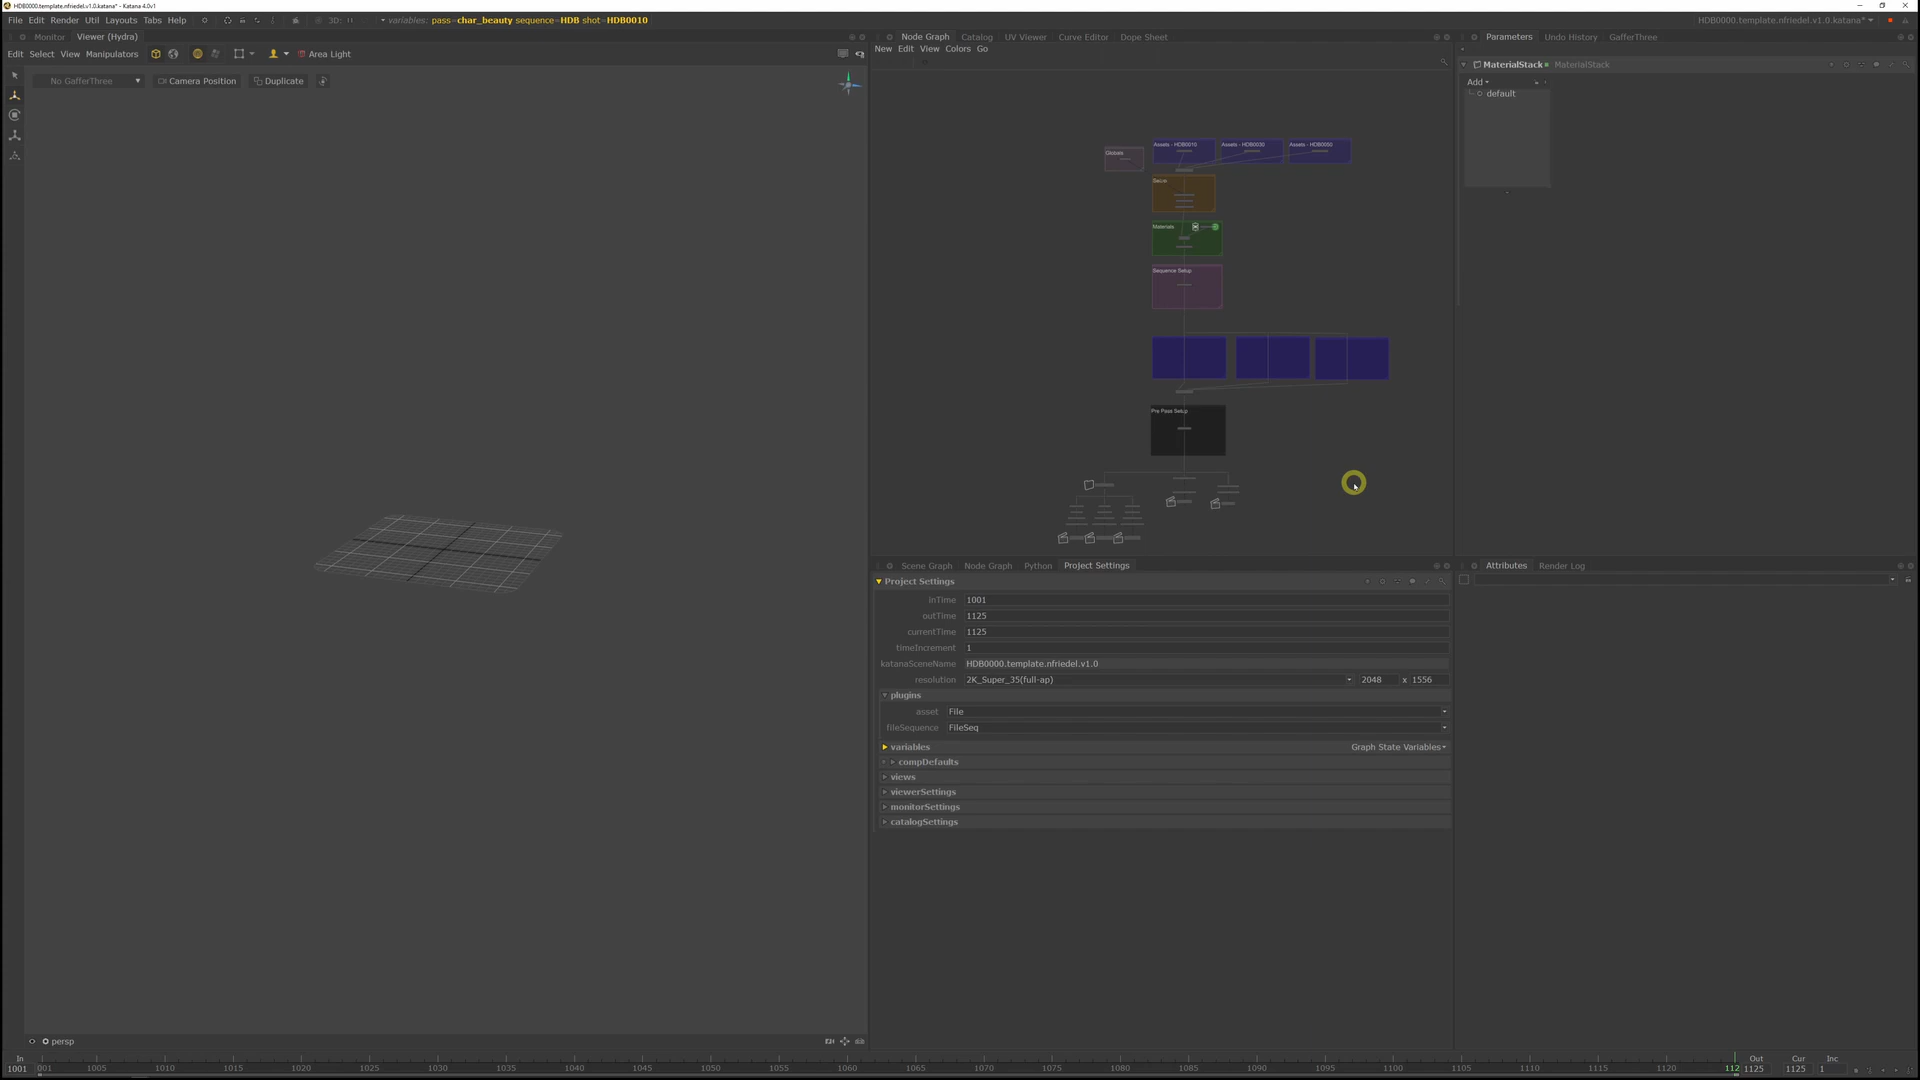 HDB0000.template.nfriedel.v1.0.katana* - Katana 4.0v1
File Edit Render Util Layouts Tabs Help 3D: variables: pass=char_beauty sequence=HDB shot=HDB0010 HDB0000.template.nfriedel.v1.0.katana*
Monitor Viewer (Hydra)
Edit Select View Manipulators Area Light
No GafferThree Camera Position Duplicate
persp
Node Graph Catalog UV Viewer Curve Editor Dope Sheet
New Edit View Colors Go
Globals
Assets - HDB0010 Assets - HDB0030 Assets - HDB0050
Materials
Sequence Setup
Pre Pass Setup
Parameters Undo History GafferThree
MaterialStack MaterialStack
Add
default
Scene Graph Node Graph Python Project Settings
Project Settings
inTime 1001
outTime 1125
currentTime 1125
timeIncrement 1
katanaSceneName HDB0000.template.nfriedel.v1.0
resolution 2K_Super_35(full-ap) 2048 x 1556
plugins
asset File
fileSequence FileSeq
variables Graph State Variables
compDefaults
views
viewerSettings
monitorSettings
catalogSettings
Attributes Render Log
In Out Cur Inc
1001 001 1005 1010 1015 1020 1025 1030 1035 1040 1045 1050 1055 1060 1065 1070 1075 1080 1085 1090 1095 1100 1105 1110 1115 1120 112 1125 1125 1